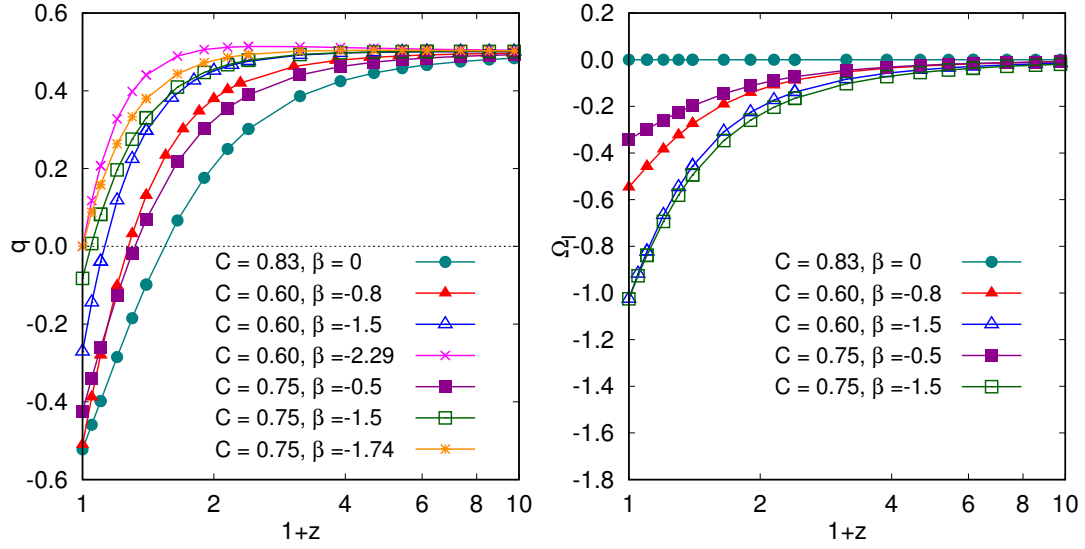 0.6
0.4
0.2
0.0
-0.2
-0.4
-0.6
q
C = 0.83, β = 0
C = 0.60, β =-0.8
C = 0.60, β =-1.5
C = 0.60, β =-2.29
C = 0.75, β =-0.5
C = 0.75, β =-1.5
C = 0.75, β =-1.74
1 2 4 6 8 10
1+z
0.2
0.0
-0.2
-0.4
-0.6
-0.8
-1.0
-1.2
-1.4
-1.6
-1.8
Ωl
C = 0.83, β = 0
C = 0.60, β =-0.8
C = 0.60, β =-1.5
C = 0.75, β =-0.5
C = 0.75, β =-1.5
1 2 4 6 8 10
1+z